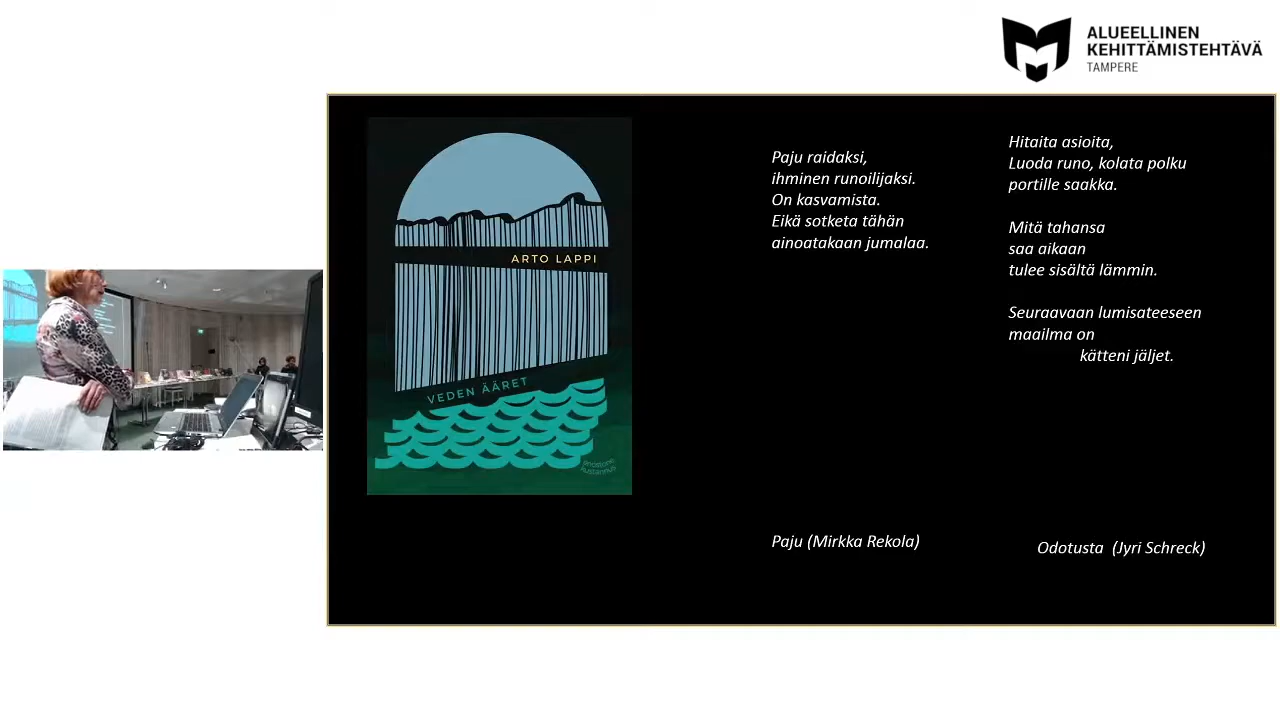 ALUEELLINEN
KEHITTÄMISTEHTÄVÄ
TAMPERE
ARTO LAPPI
VEDEN ÄÄRET
kustannus
Paju raidaksi,
ihminen runoilijaksi.
On kasvamista.
Eikä sotketa tähän
ainoatakaan jumalaa.
Paju (Mirkka Rekola)
Hitaita asioita,
Luoda runo, kolata polku
portille saakka.
Mitä tahansa
saa aikaan
tulee sisältä lämmin.
Seuraavaan lumisateeseen
maailma on
kätteni jäljet.
Odotusta (Jyri Schreck)